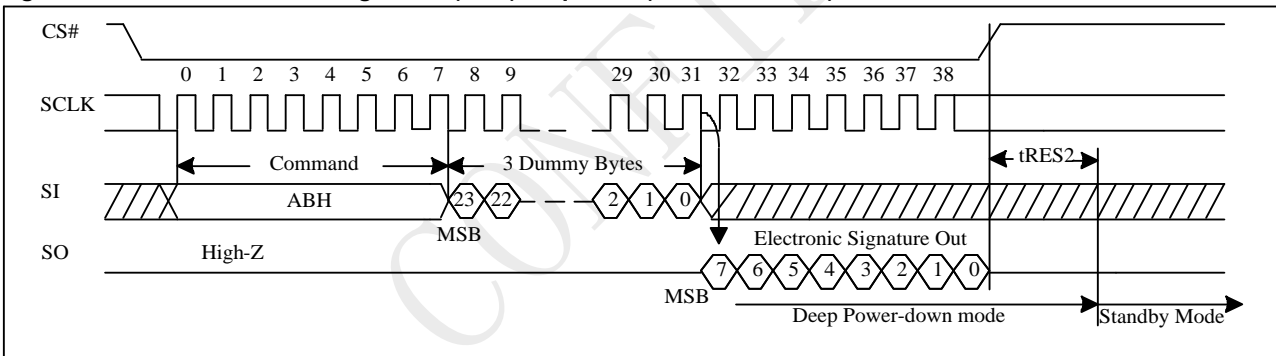 CS#
0 1 2 3 4 5 6 7 8 9 29 30 31 32 33 34 35 36 37 38
SCLK
Command 3 Dummy Bytes tRES2
SI
ABH 23 22 2 1 0
MSB
SO High-Z Electronic Signature Out
7 6 5 4 3 2 1 0
MSB
Deep Power-down mode Standby Mode